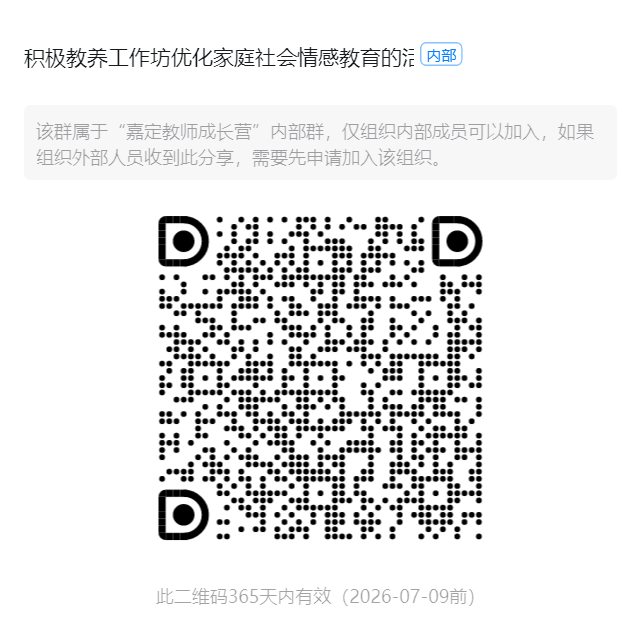 积极教养工作坊优化家庭社会情感教育的
内部
该群属于“嘉定教师成长营”内部群，仅组织内部成员可以加入，如果
组织外部人员收到此分享，需要先申请加入该组织。
此二维码365天内有效（2026-07-09前）